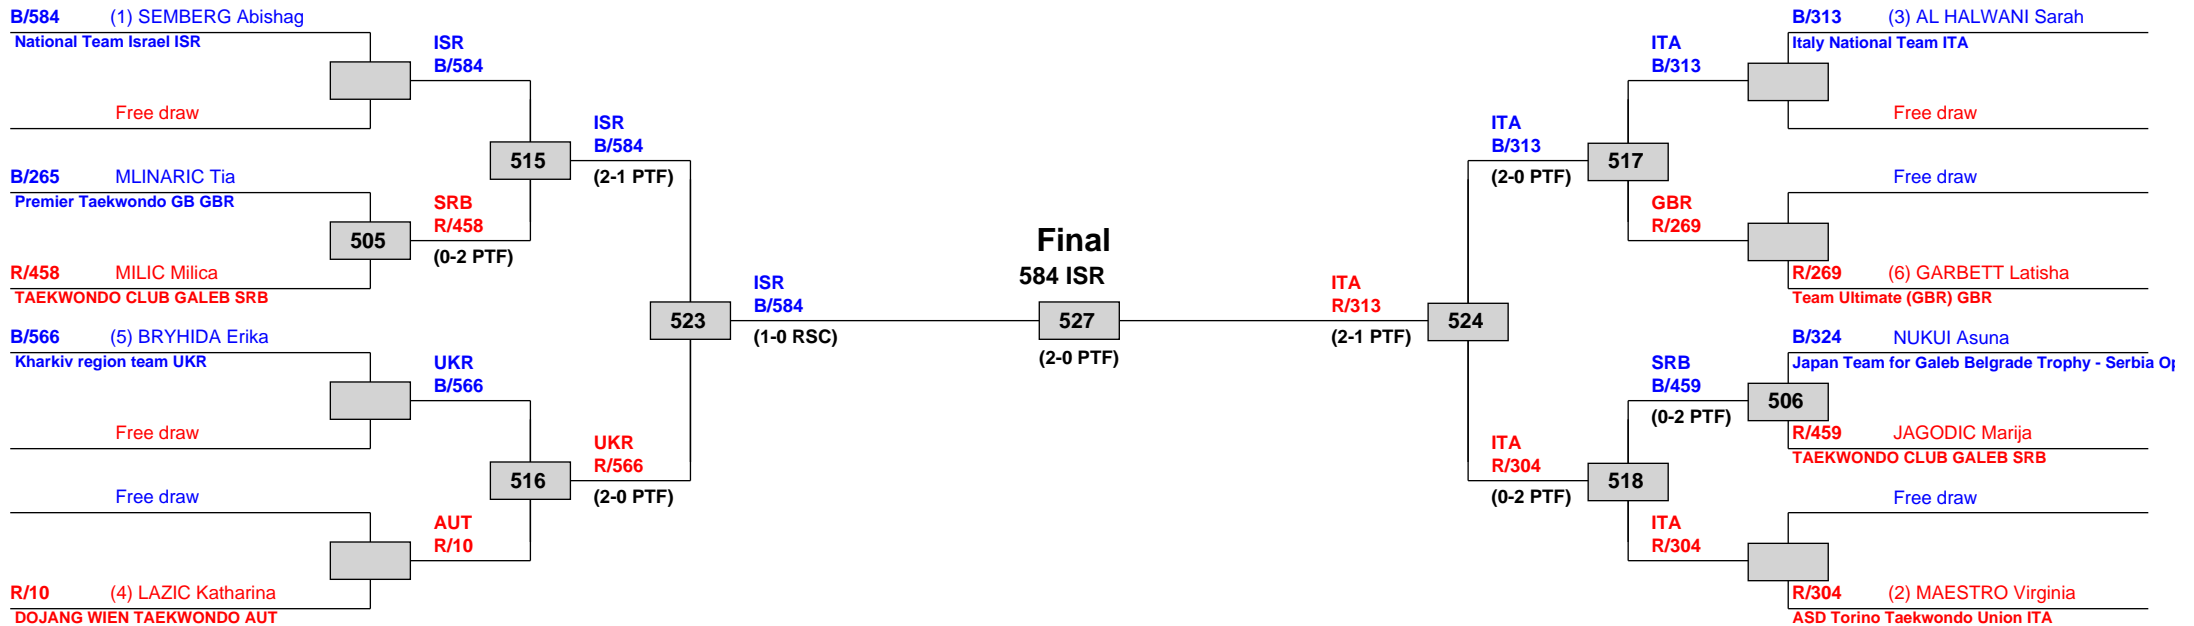 B/584 (1) SEMBERG Abishag
National Team Israel ISR
ISR
B/584
Free draw
ISR
B/584
515
(2-1 PTF)
B/265 MLINARIC Tia
Premier Taekwondo GB GBR
SRB
R/458
505
(0-2 PTF)
R/458 MILIC Milica
TAEKWONDO CLUB GALEB SRB
ISR
B/584
523
(1-0 RSC)
B/566 (5) BRYHIDA Erika
Kharkiv region team UKR
UKR
B/566
Free draw
UKR
R/566
516
(2-0 PTF)
Free draw
AUT
R/10
R/10 (4) LAZIC Katharina
DOJANG WIEN TAEKWONDO AUT
Final
584 ISR
527
(2-0 PTF)
B/313 (3) AL HALWANI Sarah
Italy National Team ITA
ITA
B/313
Free draw
ITA
B/313
517
(2-0 PTF)
Free draw
GBR
R/269
R/269 (6) GARBETT Latisha
Team Ultimate (GBR) GBR
ITA
R/313
524
(2-1 PTF)
B/324 NUKUI Asuna
Japan Team for Galeb Belgrade Trophy - Serbia
SRB
B/459
506
(0-2 PTF)
R/459 JAGODIC Marija
TAEKWONDO CLUB GALEB SRB
ITA
R/304
518
(0-2 PTF)
Free draw
ITA
R/304
R/304 (2) MAESTRO Virginia
ASD Torino Taekwondo Union ITA